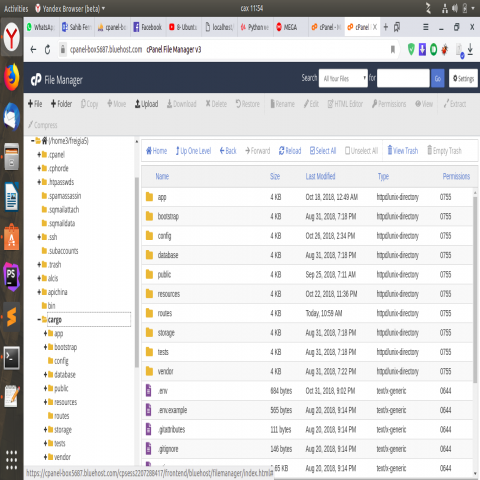 Activities Yandex Browser (beta) ▾ сах 11:54
WhatsApp Sahib Fer cpanel-bo Facebook 8- Ubuntu localhost/ Python ке MEGA cPanel - М cPane
cpanel-box5687.bluehost.com cPanel File Manager v3
cP File Manager Search All Your Files for Go Settings
+ File + Folder Copy Move Upload Download Delete Restore Rename Edit HTML Editor Permissions View Extract
Compress
(/home3/freigia5)
.cpanel
.cphorde
.htpasswds
.spamassassin
.sqmailattach
.sqmaildata
.ssh
.subaccounts
.trash
alcis
apichina
bin
cargo
app
bootstrap
config
database
public
resources
routes
storage
tests
vendor
Home Up One Level Back Forward Reload Select All Unselect All View Trash Empty Trash
Name Size Last Modified Type Permissions
app 4 KB Oct 18, 2018, 12:49 AM httpd/unix-directory 0755
bootstrap 4 KB Aug 31, 2018, 7:18 PM httpd/unix-directory 0755
config 4 KB Oct 26, 2018, 2:34 PM httpd/unix-directory 0755
database 4 KB Aug 31, 2018, 7:18 PM httpd/unix-directory 0755
public 4 KB Sep 25, 2018, 7:11 AM httpd/unix-directory 0755
resources 4 KB Oct 22, 2018, 11:36 PM httpd/unix-directory 0755
routes 4 KB Today, 10:59 AM httpd/unix-directory 0755
storage 4 KB Aug 31, 2018, 7:18 PM httpd/unix-directory 0755
tests 4 KB Aug 31, 2018, 7:18 PM httpd/unix-directory 0755
vendor 4 KB Aug 31, 2018, 7:22 PM httpd/unix-directory 0755
.env 684 bytes Oct 31, 2018, 9:02 PM text/x-generic 0644
.env.example 565 bytes Aug 20, 2018, 9:14 PM text/x-generic 0644
.gitattributes 111 bytes Aug 20, 2018, 9:14 PM text/x-generic 0644
.gitignore 146 bytes Aug 20, 2018, 9:14 PM text/x-generic 0644
.65 KB Aug 20, 2018, 9:14 PM text/x-generic 0644
https://cpanel-box5687.bluehost.com/cpsess2207288417/frontend/bluehost/filemanager/index.html#